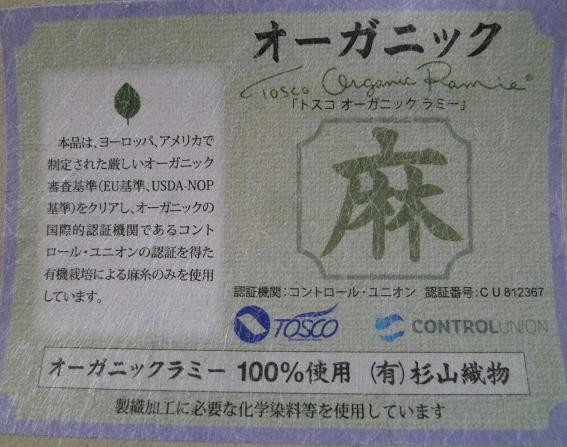 オーガニック
Tosco Organic Ramie®
「トスコ オーガニック ラミー」
麻
本品は、ヨーロッパ、アメリカで
制定された厳しいオーガニック
審査基準(EU基準、USDA-NOP
基準)をクリアし、オーガニックの
国際的認証機関であるコント
ロール・ユニオンの認証を得た
有機栽培による麻糸のみを使用
しています。
認証機関:コントロール・ユニオン 認証番号:CU812367
TOSCO CONTROLUNION
オーガニックラミー 100%使用 (有)杉山織物
製織加工に必要な化学染料等を使用しています